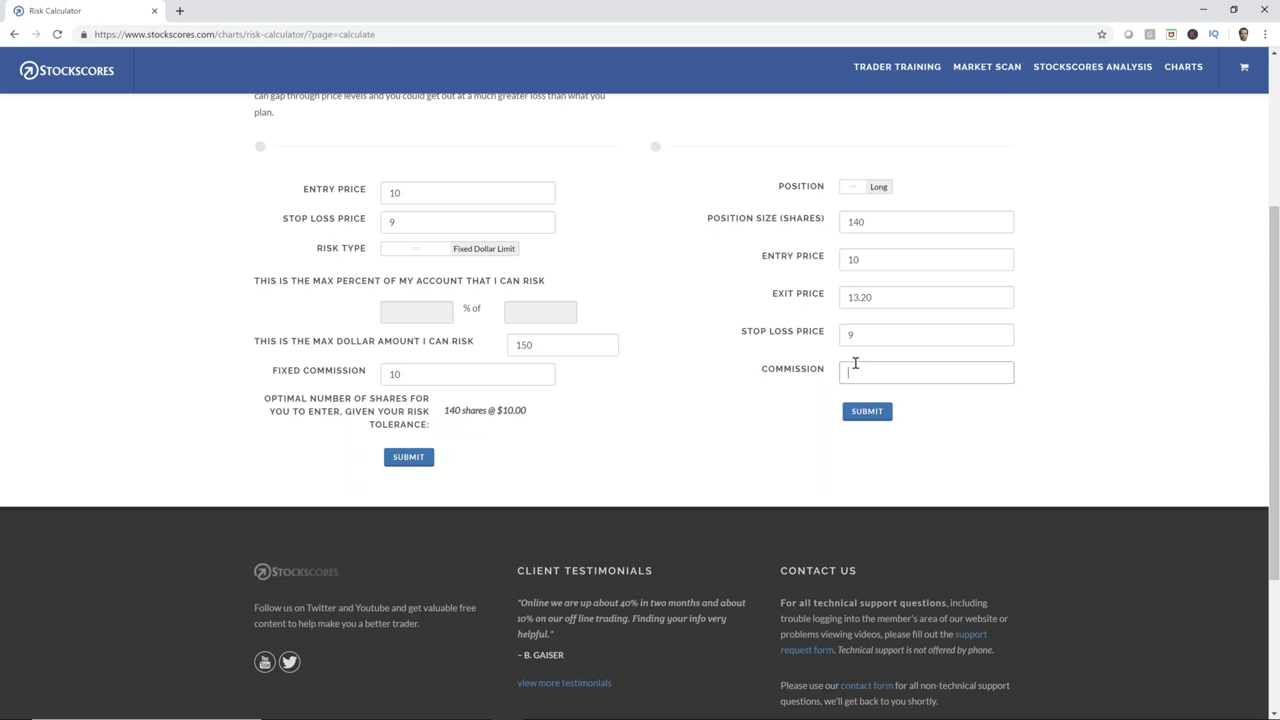 Risk Calculator
https://www.stockscores.com/charts/risk-calculator/?page=calculate
STOCKSCORES
TRADER TRAINING
MARKET SCAN
STOCKSCORES ANALYSIS
CHARTS
can gap through price levels and you could get out at a much greater loss than what you
plan.
ENTRY PRICE
10
STOP LOSS PRICE
9
RISK TYPE
Fixed Dollar Limit
THIS IS THE MAX PERCENT OF MY ACCOUNT THAT I CAN RISK
% of
THIS IS THE MAX DOLLAR AMOUNT I CAN RISK
150
FIXED COMMISSION
10
OPTIMAL NUMBER OF SHARES FOR
YOU TO ENTER, GIVEN YOUR RISK
TOLERANCE:
140 shares @ $10.00
SUBMIT
POSITION
Long
POSITION SIZE (SHARES)
140
ENTRY PRICE
10
EXIT PRICE
13.20
STOP LOSS PRICE
9
COMMISSION
SUBMIT
STOCKSCORES
Follow us on Twitter and Youtube and get valuable free
content to help make you a better trader.
You
Tube
CLIENT TESTIMONIALS
"Online we are up about 40% in two months and about
10% on our off line trading. Finding your info very
helpful."
– B. GAISER
view more testimonials
CONTACT US
For all technical support questions, including
trouble logging into the member's area of our website or
problems viewing videos, please fill out the support
request form. Technical support is not offered by phone.
Please use our contact form for all non-technical support
questions, we'll get back to you shortly.